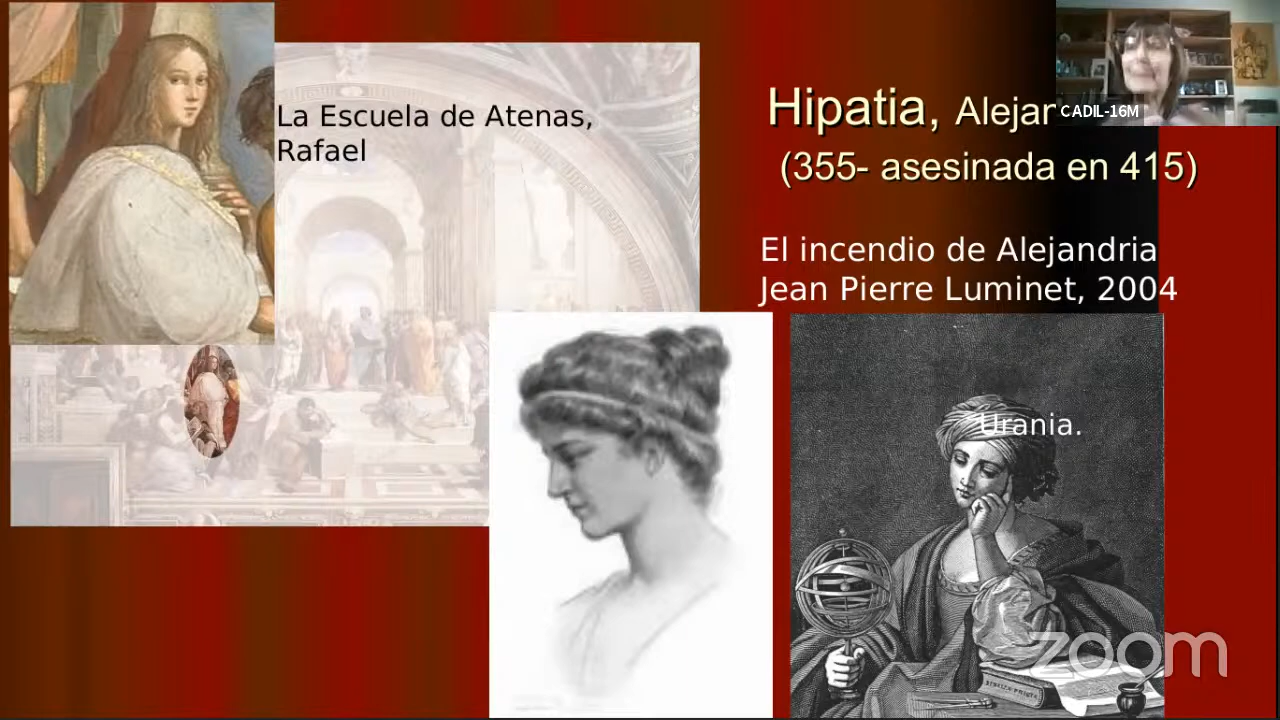 La Escuela de Atenas,
Rafael
Hipatia, Alejan
CADIL-16M
(355- asesinada en 415)
El incendio de Alejandria
Jean Pierre Luminet, 2004
Urania.
zoom